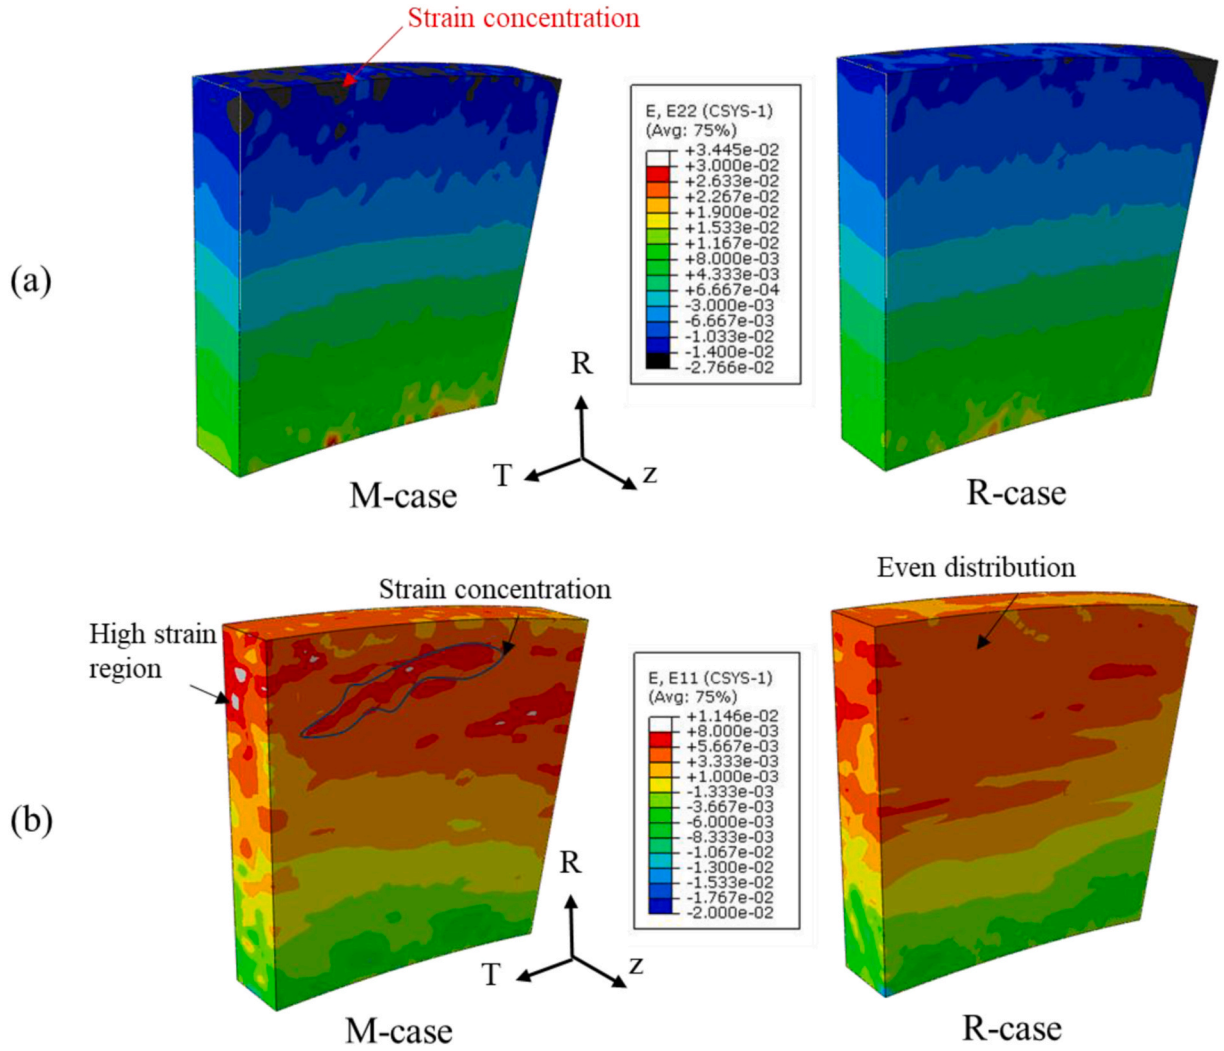 Strain concentration
E, E22 (CSYS-1)
(Avg: 75%)
+3.445e-02
+3.000e-02
+2.633e-02
+2.267e-02
+1.900e-02
+1.533e-02
+1.167e-02
+8.000e-03
+4.333e-03
+6.667e-04
-3.000e-03
-6.667e-03
-1.033e-02
-1.400e-02
-2.766e-02
(a)
R
T
z
M-case
R-case
Strain concentration
Even distribution
High strain
region
E, E11 (CSYS-1)
(Avg: 75%)
+1.146e-02
+8.000e-03
+5.667e-03
+3.333e-03
+1.000e-03
-1.333e-03
-3.667e-03
-6.000e-03
-8.333e-03
-1.067e-02
-1.300e-02
-1.533e-02
-1.767e-02
-2.000e-02
(b)
R
T
z
M-case
R-case